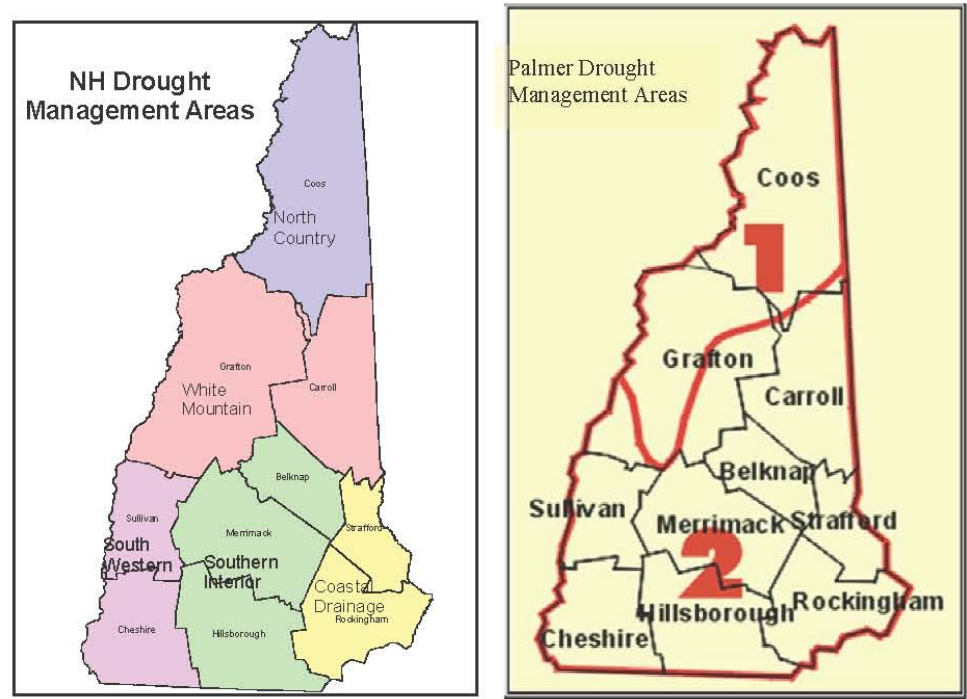 NH Drought
Management Areas
Coos
North
Country
Grafton
White
Mountain
Carroll
Belknap
Sullivan
South
Western
Merrimack
Southern
Interior
Strafford
Coastal
Drainage
Rockingham
Cheshire
Hillsborough
Palmer Drought
Management Areas
Coos
1
Grafton
Carroll
Belknap
Sullivan
Merrimack
Strafford
2
Hillsborough
Rockingham
Cheshire